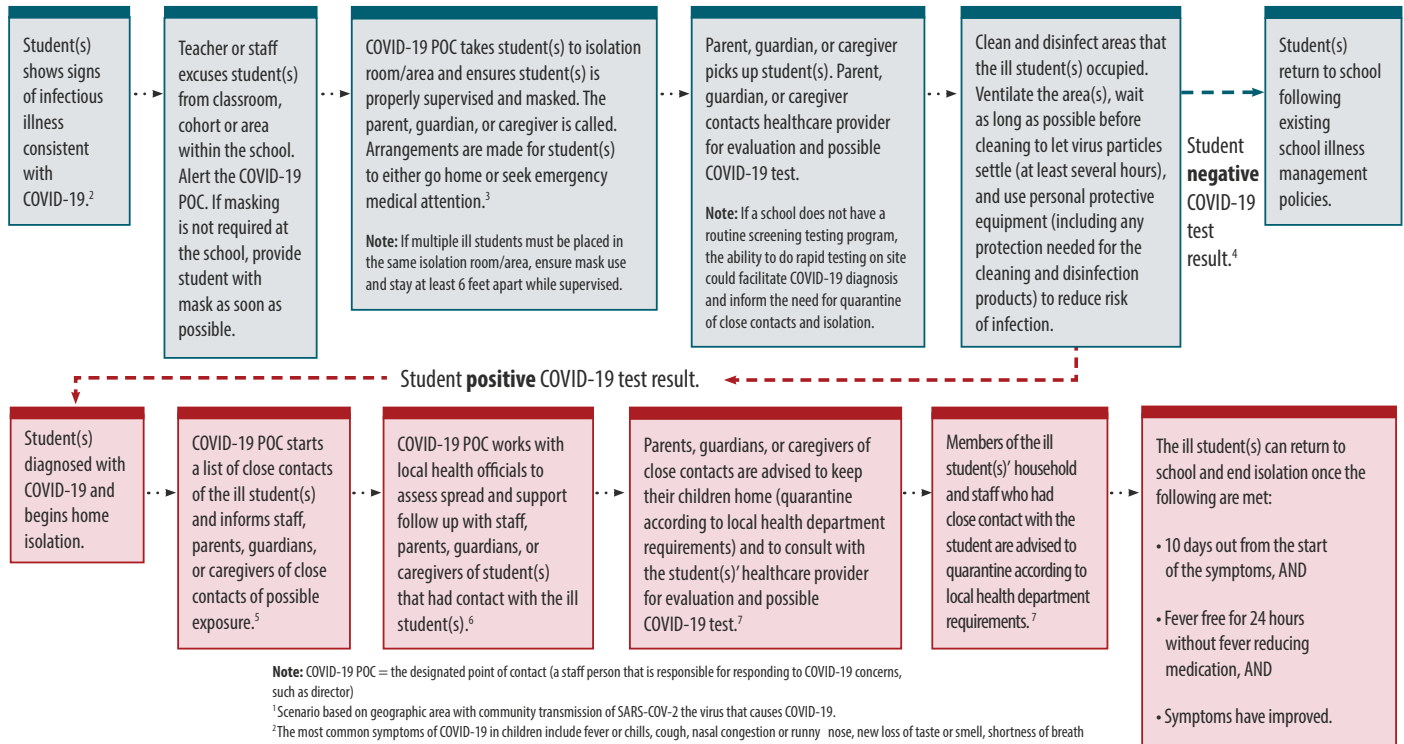 Student(s)
shows signs
of infectious
illness
consistent
with
COVID-19.²
Teacher or staff
excuses student(s)
from classroom,
cohort or area
within the school.
Alert the COVID-19
POC. If masking
is not required at
the school, provide
student with
mask as soon as
possible.
COVID-19 POC takes student(s) to isolation
room/area and ensures student(s) is
properly supervised and masked. The
parent, guardian, or caregiver is called.
Arrangements are made for student(s)
to either go home or seek emergency
medical attention.³
Note: If multiple ill students must be placed in
the same isolation room/area, ensure mask use
and stay at least 6 feet apart while supervised.
Parent, guardian, or caregiver
picks up student(s). Parent,
guardian, or caregiver
contacts healthcare provider
for evaluation and possible
COVID-19 test.
Note: If a school does not have a
routine screening testing program,
the ability to do rapid testing on site
could facilitate COVID-19 diagnosis
and inform the need for quarantine
of close contacts and isolation.
Clean and disinfect areas that
the ill student(s) occupied.
Ventilate the area(s), wait
as long as possible before
cleaning to let virus particles
settle (at least several hours),
and use personal protective
equipment (including any
protection needed for the
cleaning and disinfection
products) to reduce risk
of infection.
Student
negative
COVID-19
test
result.⁴
Student(s)
return to school
following
existing
school illness
management
policies.
Student positive COVID-19 test result.
Student(s)
diagnosed with
COVID-19 and
begins home
isolation.
COVID-19 POC starts
a list of close contacts
of the ill student(s)
and informs staff,
parents, guardians,
or caregivers of close
contacts of possible
exposure.⁵
COVID-19 POC works with
local health officials to
assess spread and support
follow up with staff,
parents, guardians, or
caregivers of student(s)
that had contact with the ill
student(s).⁶
Parents, guardians, or caregivers of
close contacts are advised to keep
their children home (quarantine
according to local health department
requirements) and to consult with
the student(s)' healthcare provider
for evaluation and possible
COVID-19 test.⁷
Members of the ill
student(s)' household
and staff who had
close contact with the
student are advised to
quarantine according to
local health department
requirements. ⁷
The ill student(s) can return to
school and end isolation once the
following are met:
• 10 days out from the start
of the symptoms, AND
• Fever free for 24 hours
without fever reducing
medication, AND
• Symptoms have improved.
Note: COVID-19 POC = the designated point of contact (a staff person that is responsible for responding to COVID-19 concerns,
such as director)
¹Scenario based on geographic area with community transmission of SARS-COV-2 the virus that causes COVID-19.
²The most common symptoms of COVID-19 in children include fever or chills, cough, nasal congestion or runny nose, new loss of taste or smell, shortness of breath